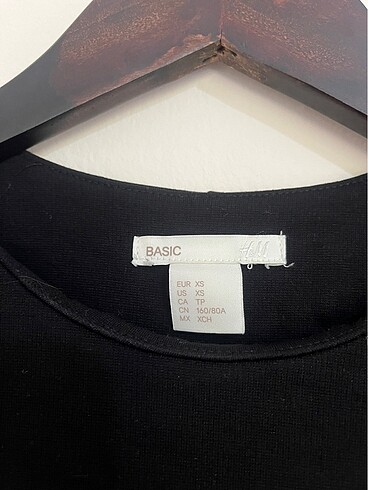 BASIC H&M
EUR XS
US XS
CA TP
CN 160/80A
MX XCH